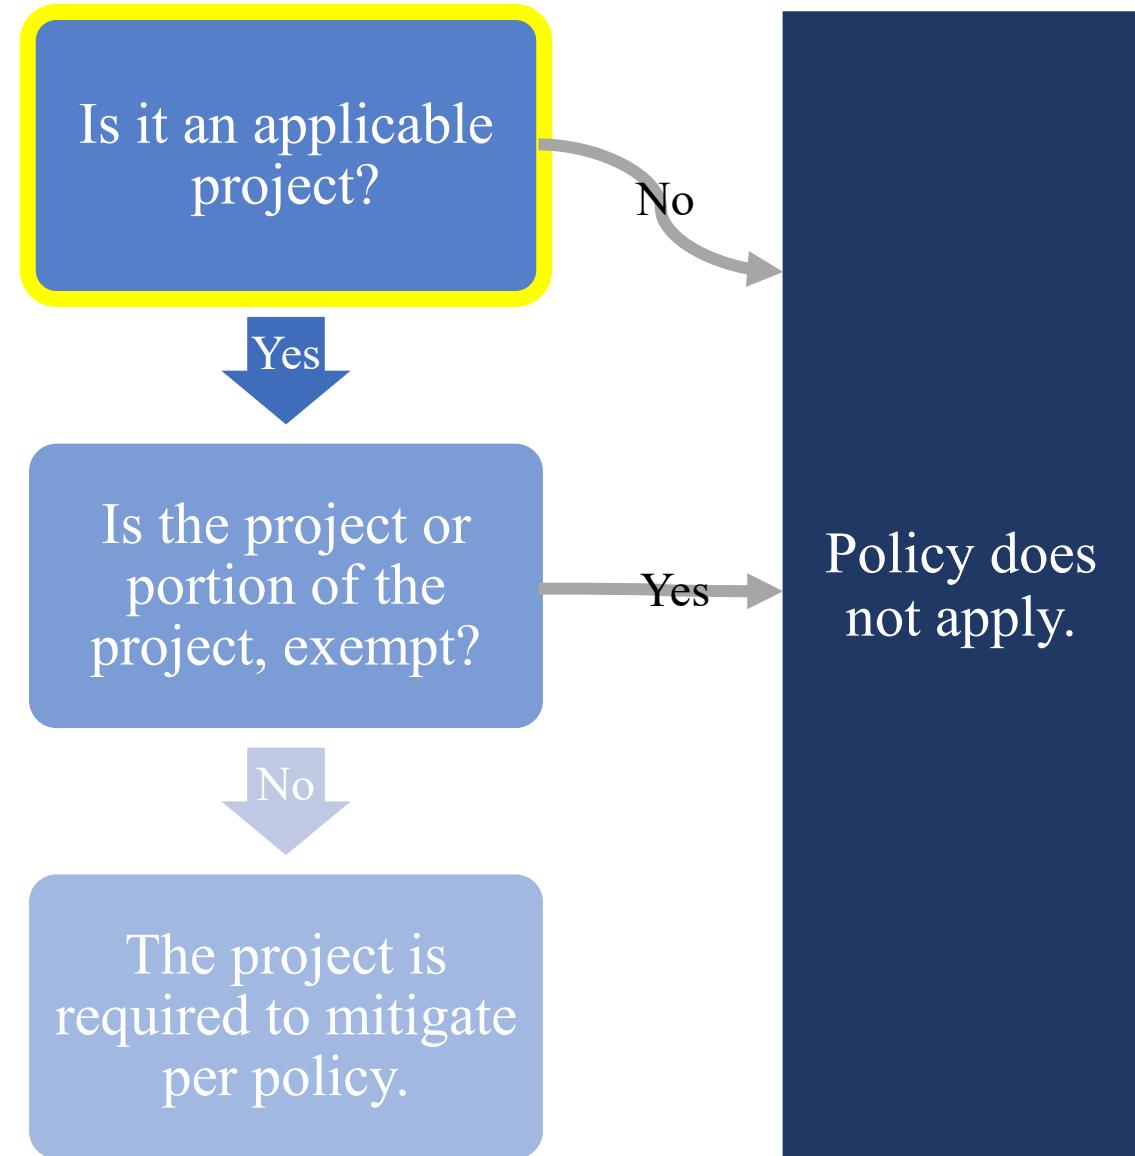 Is it an applicable
project?
No
Yes
Is the project or
portion of the
project, exempt?
Yes
Policy does
not apply.
No
The project is
required to mitigate
per policy.